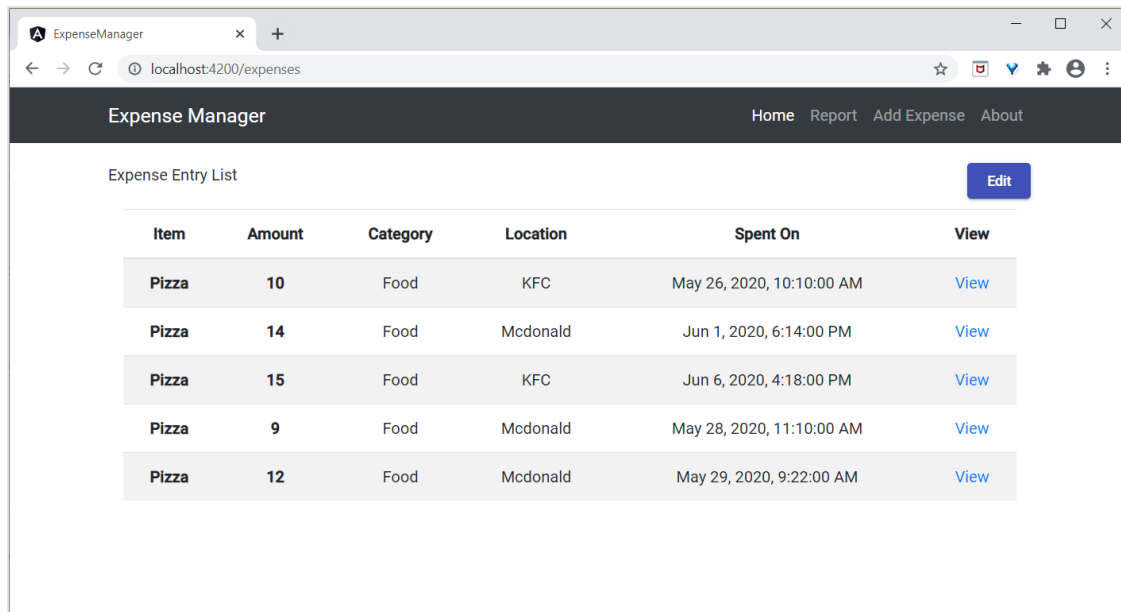 ExpenseManager
localhost:4200/expenses
Expense Manager Home Report Add Expense About
Expense Entry List Edit
Item Amount Category Location Spent On View
Pizza 10 Food KFC May 26, 2020, 10:10:00 AM View
Pizza 14 Food Mcdonald Jun 1, 2020, 6:14:00 PM View
Pizza 15 Food KFC Jun 6, 2020, 4:18:00 PM View
Pizza 9 Food Mcdonald May 28, 2020, 11:10:00 AM View
Pizza 12 Food Mcdonald May 29, 2020, 9:22:00 AM View